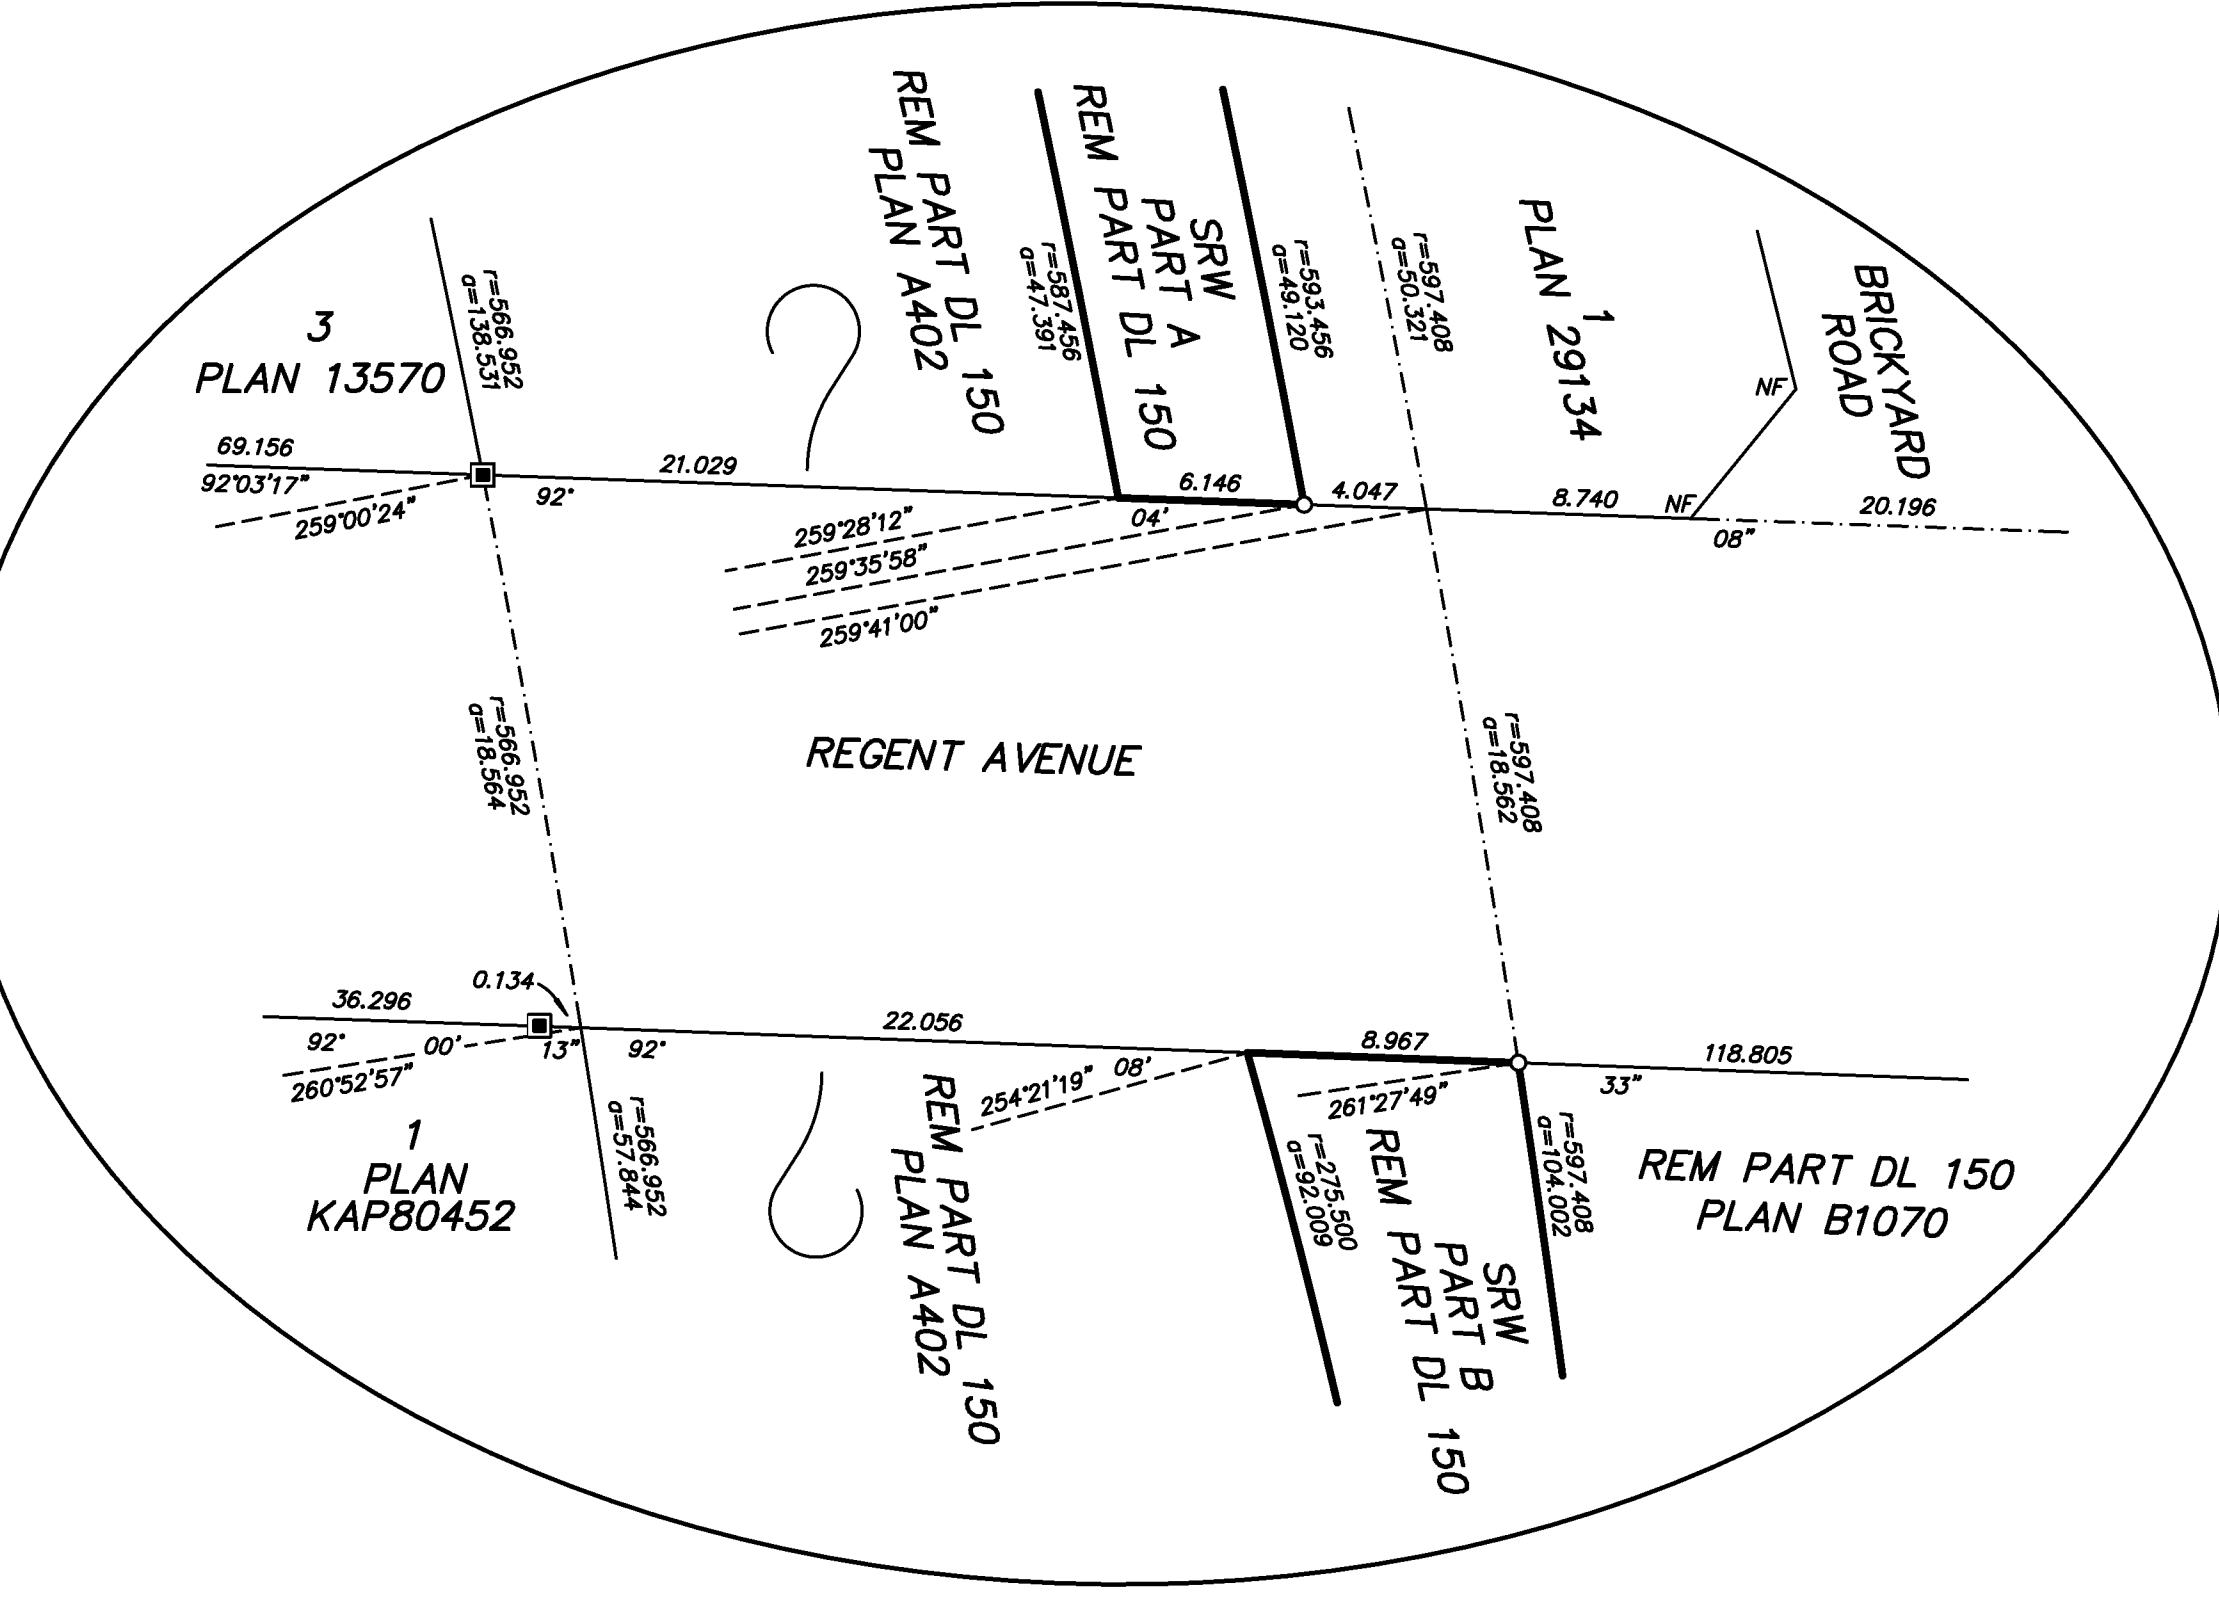 REM PART DL 150
PLAN A402
SRW
PART A
REM PART DL 150
r=587.456
a=47.391
r=593.456
a=49.120
r=597.408
a=50.321
1
PLAN 29134
BRICKYARD
ROAD
NF
NF
3
PLAN 13570
r=566.952
a=138.531
69.156
92°03'17"
259°00'24"
21.029
92°
6.146
04'
4.047
8.740
08"
20.196
259°28'12"
259°35'58"
259°41'00"
REGENT AVENUE
r=566.952
a=18.564
r=597.408
a=18.562
0.134
36.296
92°
00'
13"
260°52'57"
92°
22.056
08'
254°21'19"
8.967
261°27'49"
118.805
33"
1
PLAN
KAP80452
r=566.952
a=57.844
REM PART DL 150
PLAN A402
r=275.500
a=92.009
SRW
PART B
REM PART DL 150
r=597.408
a=104.002
REM PART DL 150
PLAN B1070